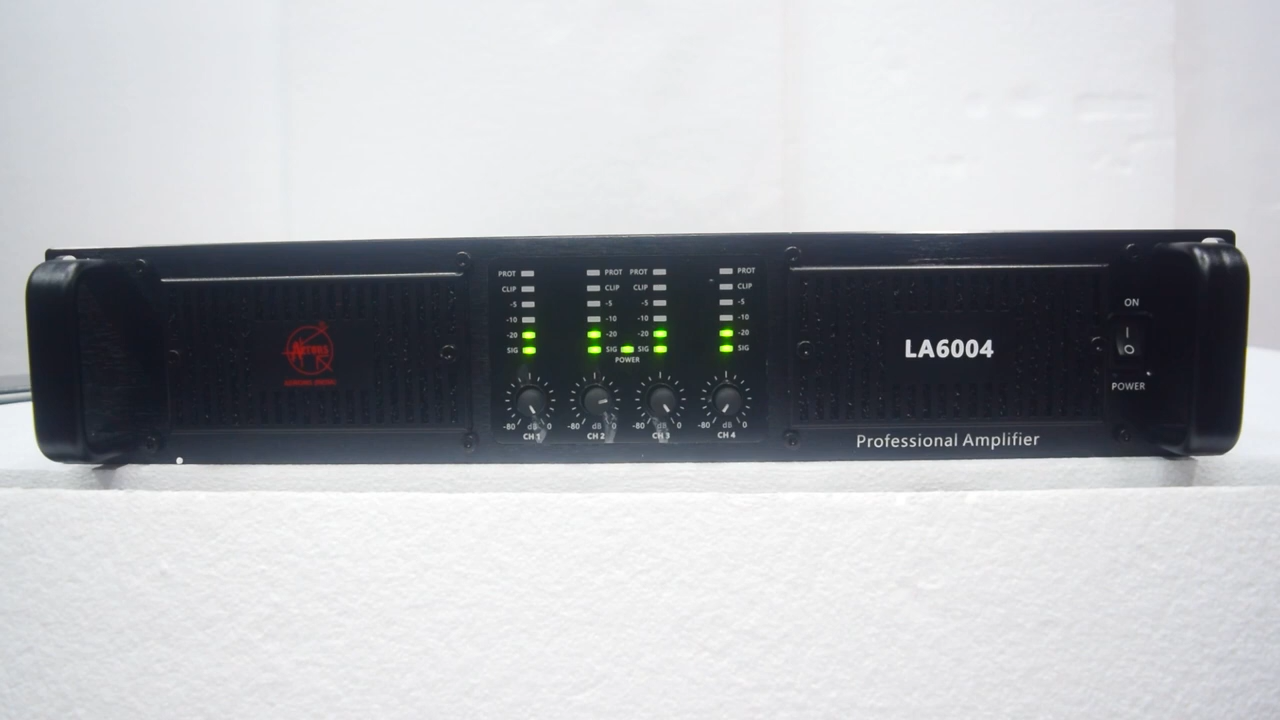 PROT PROT PROT PROT
CLIP CLIP CLIP CLIP
-5 -5 -5 -5
-10 -10 -10 -10
-20 -20 -20 -20
SIG SIG SIG SIG
POWER
-80 dB 0 -80 dB 0 -80 dB 0 -80 dB 0
CH 1 CH 2 CH 3 CH 4
LA6004
Professional Amplifier
ON
I
O
POWER